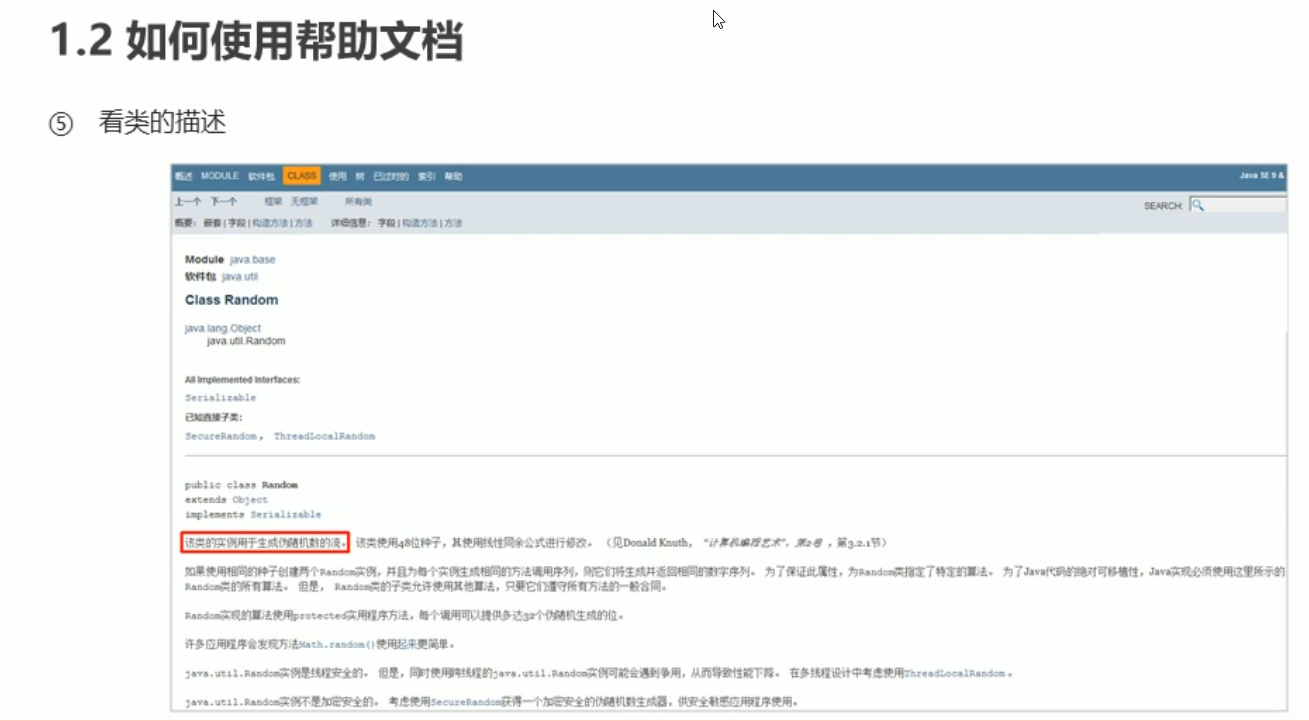 1.2 如何使用帮助文档
⑤ 看类的描述
概述 MODULE 软件包 CLASS 使用 树 已过时的 索引 帮助 Java SE 9 &
上一个 下一个 框架 无框架 所有类
SEARCH:
概要： 嵌套 | 字段 | 构造方法 | 方法 详细信息： 字段 | 构造方法 | 方法
Module java.base
软件包 java.util
Class Random
java.lang.Object
java.util.Random
All Implemented Interfaces:
Serializable
已知直接子类：
SecureRandom , ThreadLocalRandom
public class Random
extends Object
implements Serializable
该类的实例用于生成伪随机数的流。 该类使用48位种子，其使用线性同余公式进行修改。 （见Donald Knuth， “计算机编程艺术”，第2卷 ，第3.2.1节）
如果使用相同的种子创建两个Random实例，并且为每个实例生成相同的方法调用序列，则它们将生成并返回相同的数字序列。 为了保证此属性，为Random类指定了特定的算法。 为了Java代码的绝对可移植性，Java实现必须使用这里所示的
Random类的所有算法。 但是， Random类的子类允许使用其他算法，只要它们遵守所有方法的一般合同。
Random实现的算法使用protected实用程序方法，每个调用可以提供多达32个伪随机生成的位。
许多应用程序会发现方法Math.random()使用起来更简单。
java.util.Random实例是线程安全的。 但是，同时使用跨线程的java.util.Random实例可能会遇到争用，从而导致性能下降。 在多线程设计中考虑使用ThreadLocalRandom 。
java.util.Random实例不是加密安全的。 考虑使用SecureRandom获得一个加密安全的伪随机数生成器，供安全敏感应用程序使用。